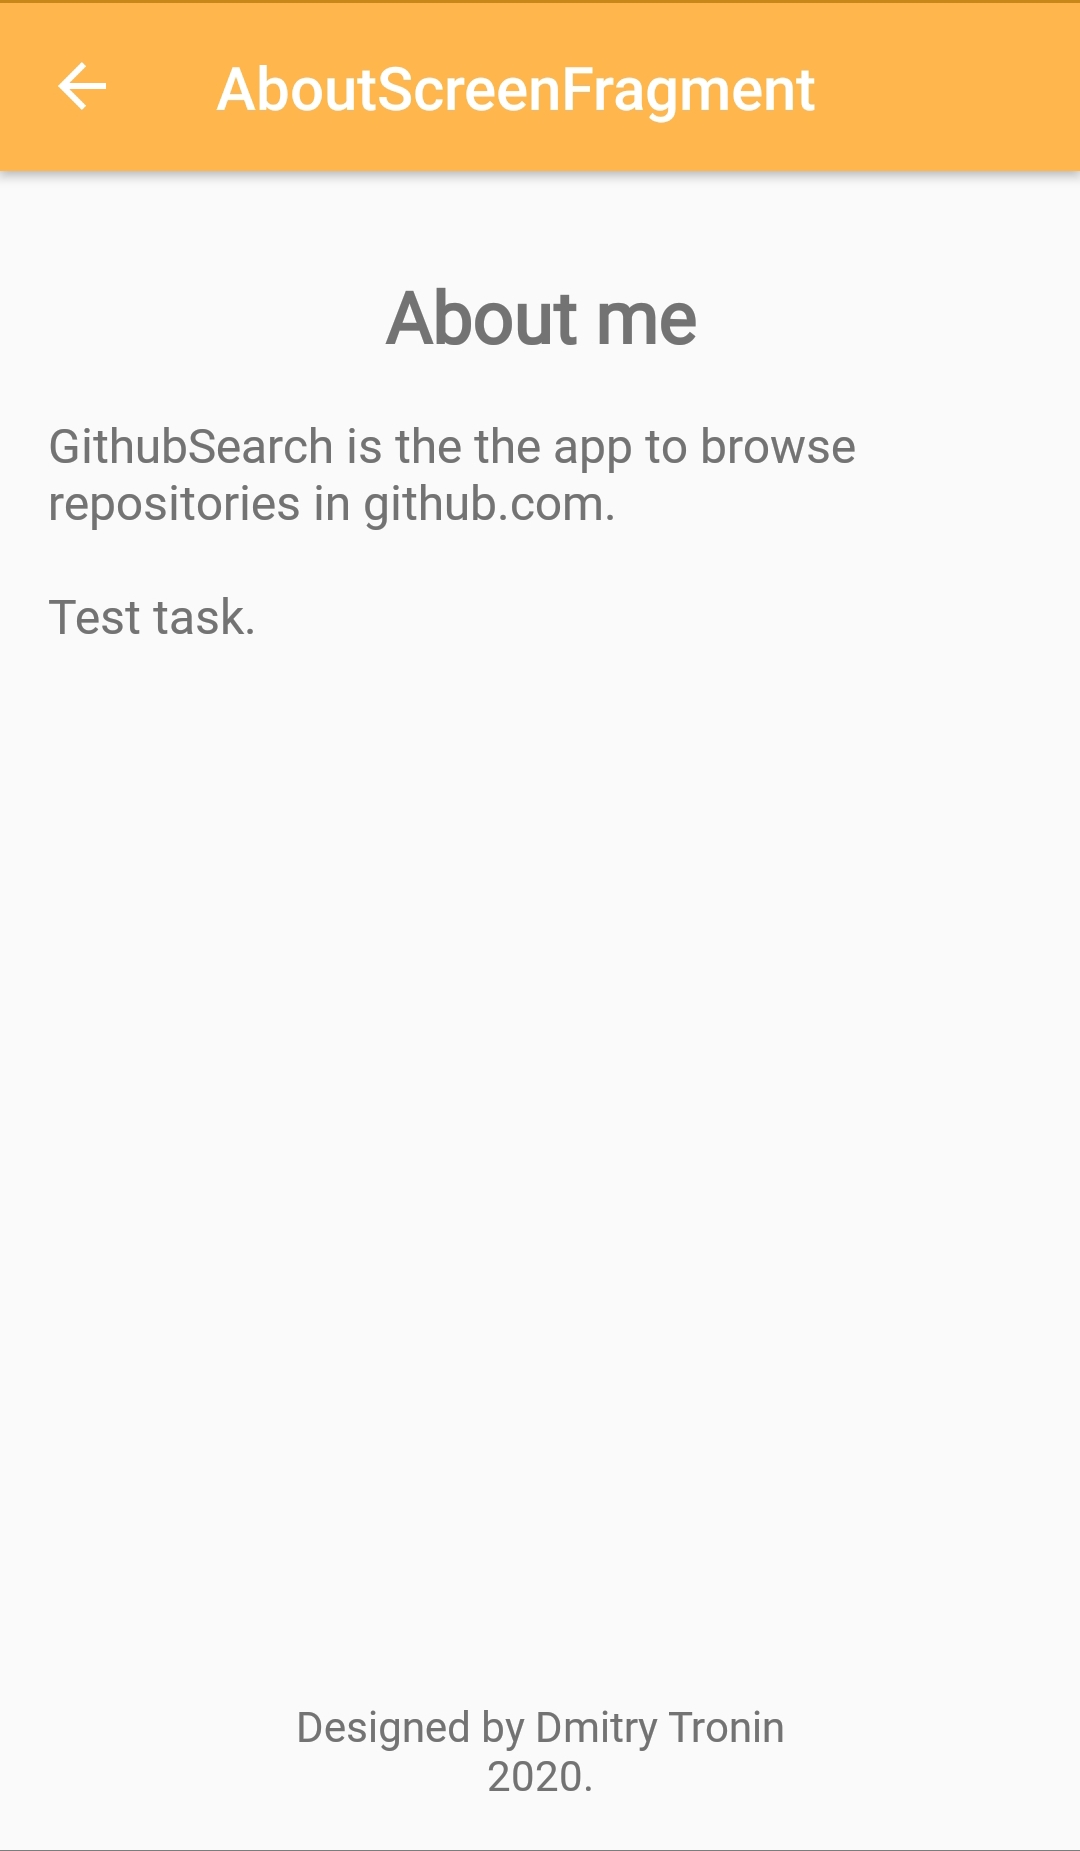 AboutScreenFragment
About me
GithubSearch is the the app to browse
repositories in github.com.
Test task.
Designed by Dmitry Tronin
2020.